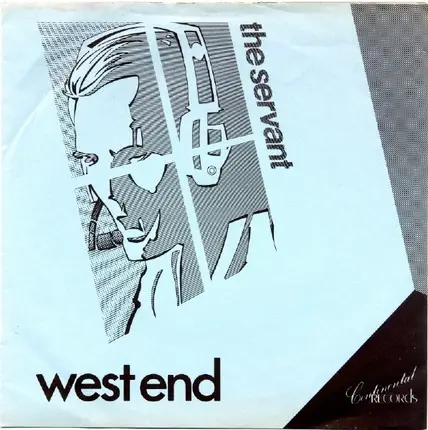 the servant
west end
Continental
RECORDS